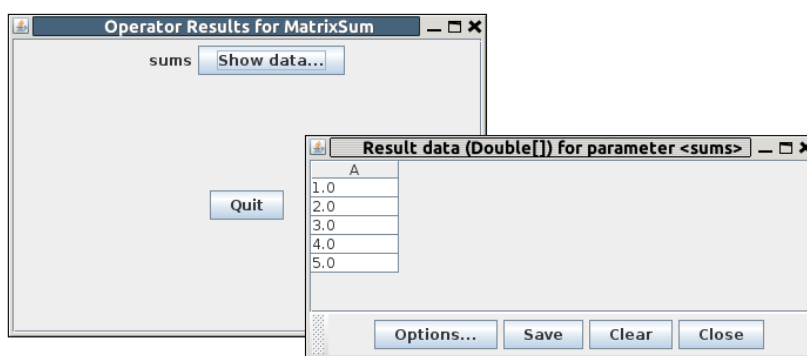 Operator Results for MatrixSum
sums Show data...
Quit
Result data (Double[]) for parameter <sums>
A
1.0
2.0
3.0
4.0
5.0
Options... Save Clear Close